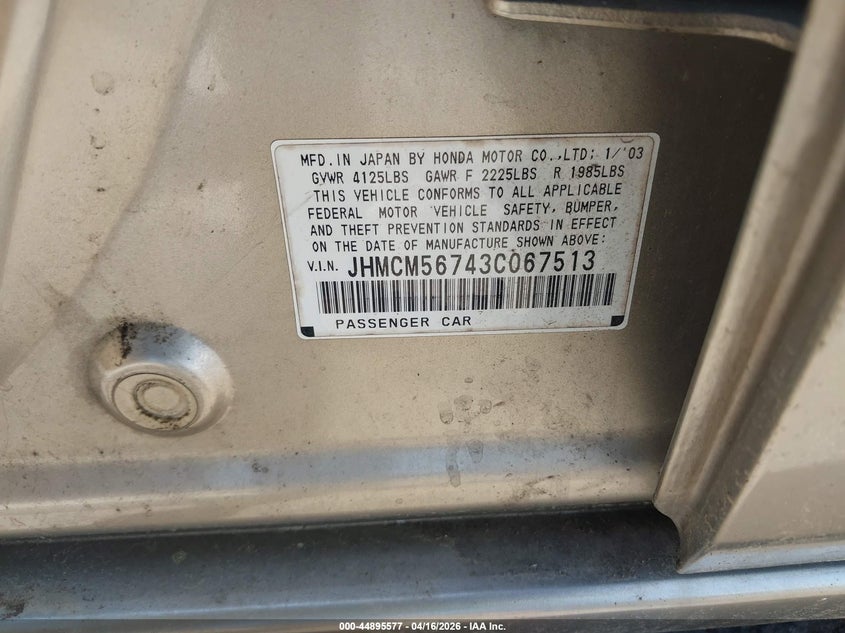 MFD. IN JAPAN BY HONDA MOTOR CO.,LTD: 1/'03
GVWR 4125LBS GAWR F 2225LBS R 1985LBS
THIS VEHICLE CONFORMS TO ALL APPLICABLE
FEDERAL MOTOR VEHICLE SAFETY, BUMPER,
AND THEFT PREVENTION STANDARDS IN EFFECT
ON THE DATE OF MANUFACTURE SHOWN ABOVE:
V.I.N. JHMCM56743C067513
PASSENGER CAR
000-44895577 - 04/16/2026 - IAA Inc.